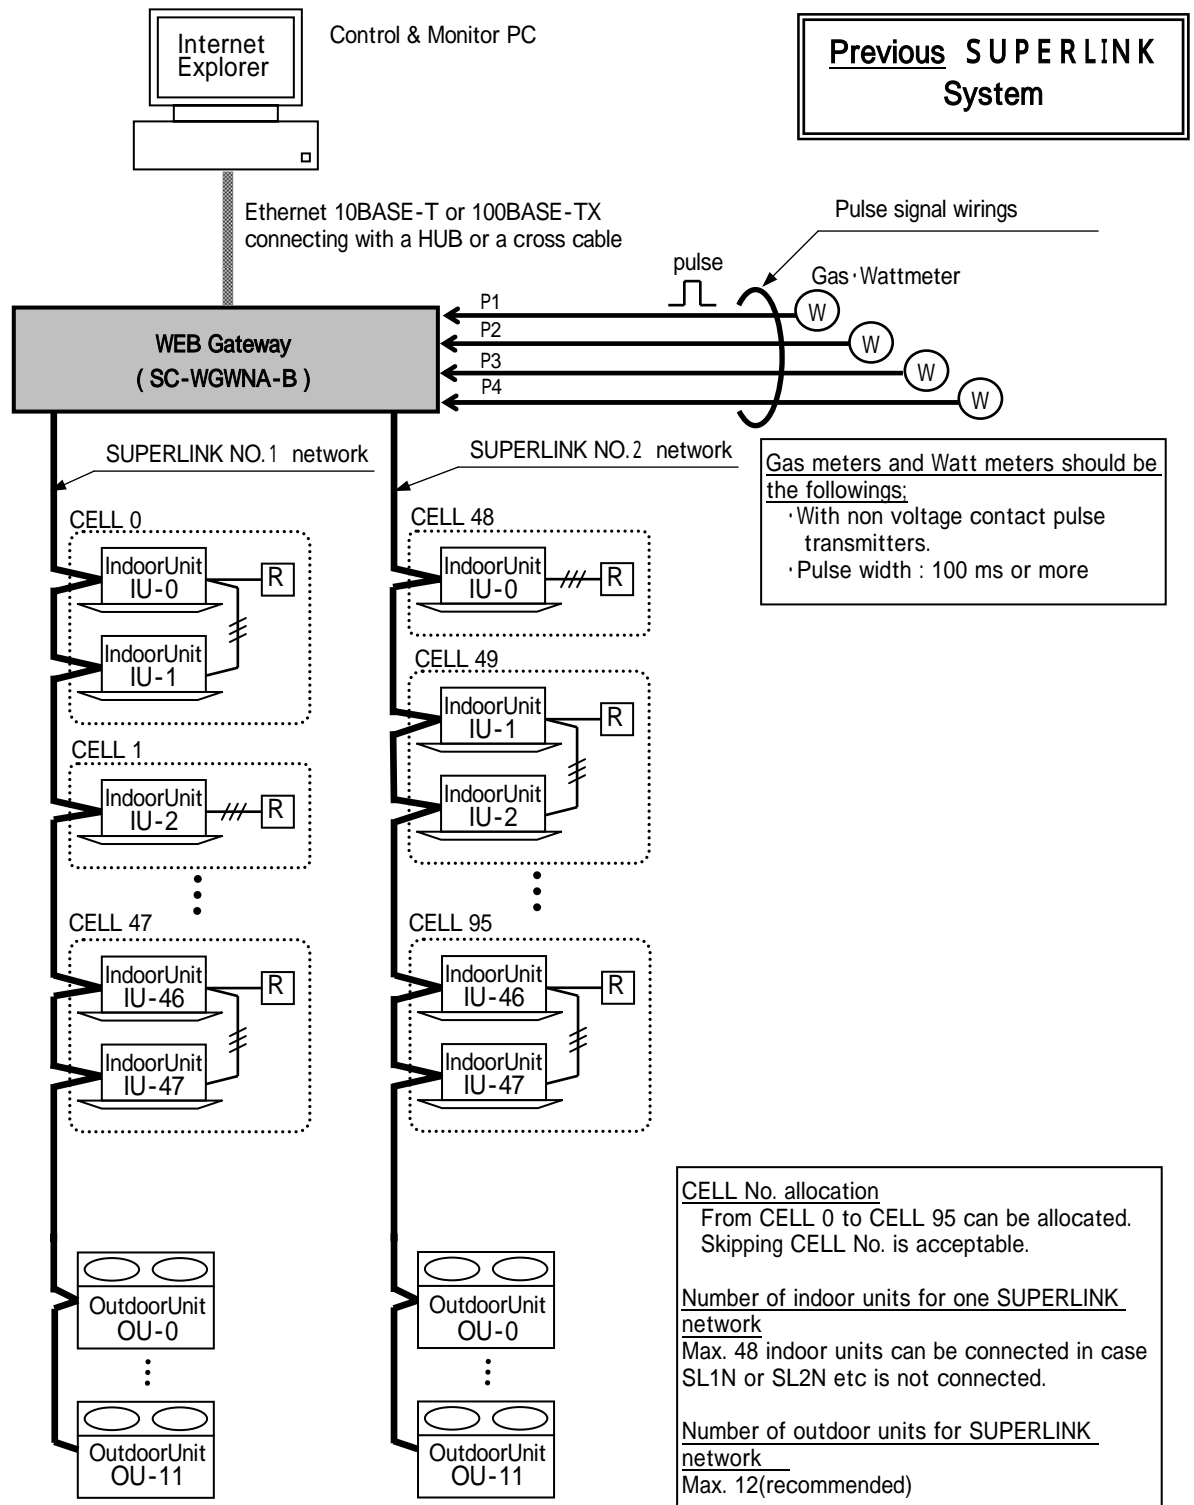 Internet
Explorer
Control & Monitor PC
Previous SUPERLINK
System
Ethernet 10BASE-T or 100BASE-TX
connecting with a HUB or a cross cable
Pulse signal wirings
pulse
Gas・Wattmeter
P1
W
P2
W
P3
W
P4
W
WEB Gateway
( SC-WGWNA-B )
SUPERLINK NO.1 network
SUPERLINK NO.2 network
Gas meters and Watt meters should be
the followings;
・With non voltage contact pulse
transmitters.
・Pulse width : 100 ms or more
CELL 0
IndoorUnit
IU-0
R
IndoorUnit
IU-1
CELL 1
IndoorUnit
IU-2
R
CELL 47
IndoorUnit
IU-46
R
IndoorUnit
IU-47
OutdoorUnit
OU-0
OutdoorUnit
OU-11
CELL 48
IndoorUnit
IU-0
R
CELL 49
IndoorUnit
IU-1
R
IndoorUnit
IU-2
CELL 95
IndoorUnit
IU-46
R
IndoorUnit
IU-47
OutdoorUnit
OU-0
OutdoorUnit
OU-11
CELL No. allocation
From CELL 0 to CELL 95 can be allocated.
Skipping CELL No. is acceptable.
Number of indoor units for one SUPERLINK
network
Max. 48 indoor units can be connected in case
SL1N or SL2N etc is not connected.
Number of outdoor units for SUPERLINK
network
Max. 12(recommended)